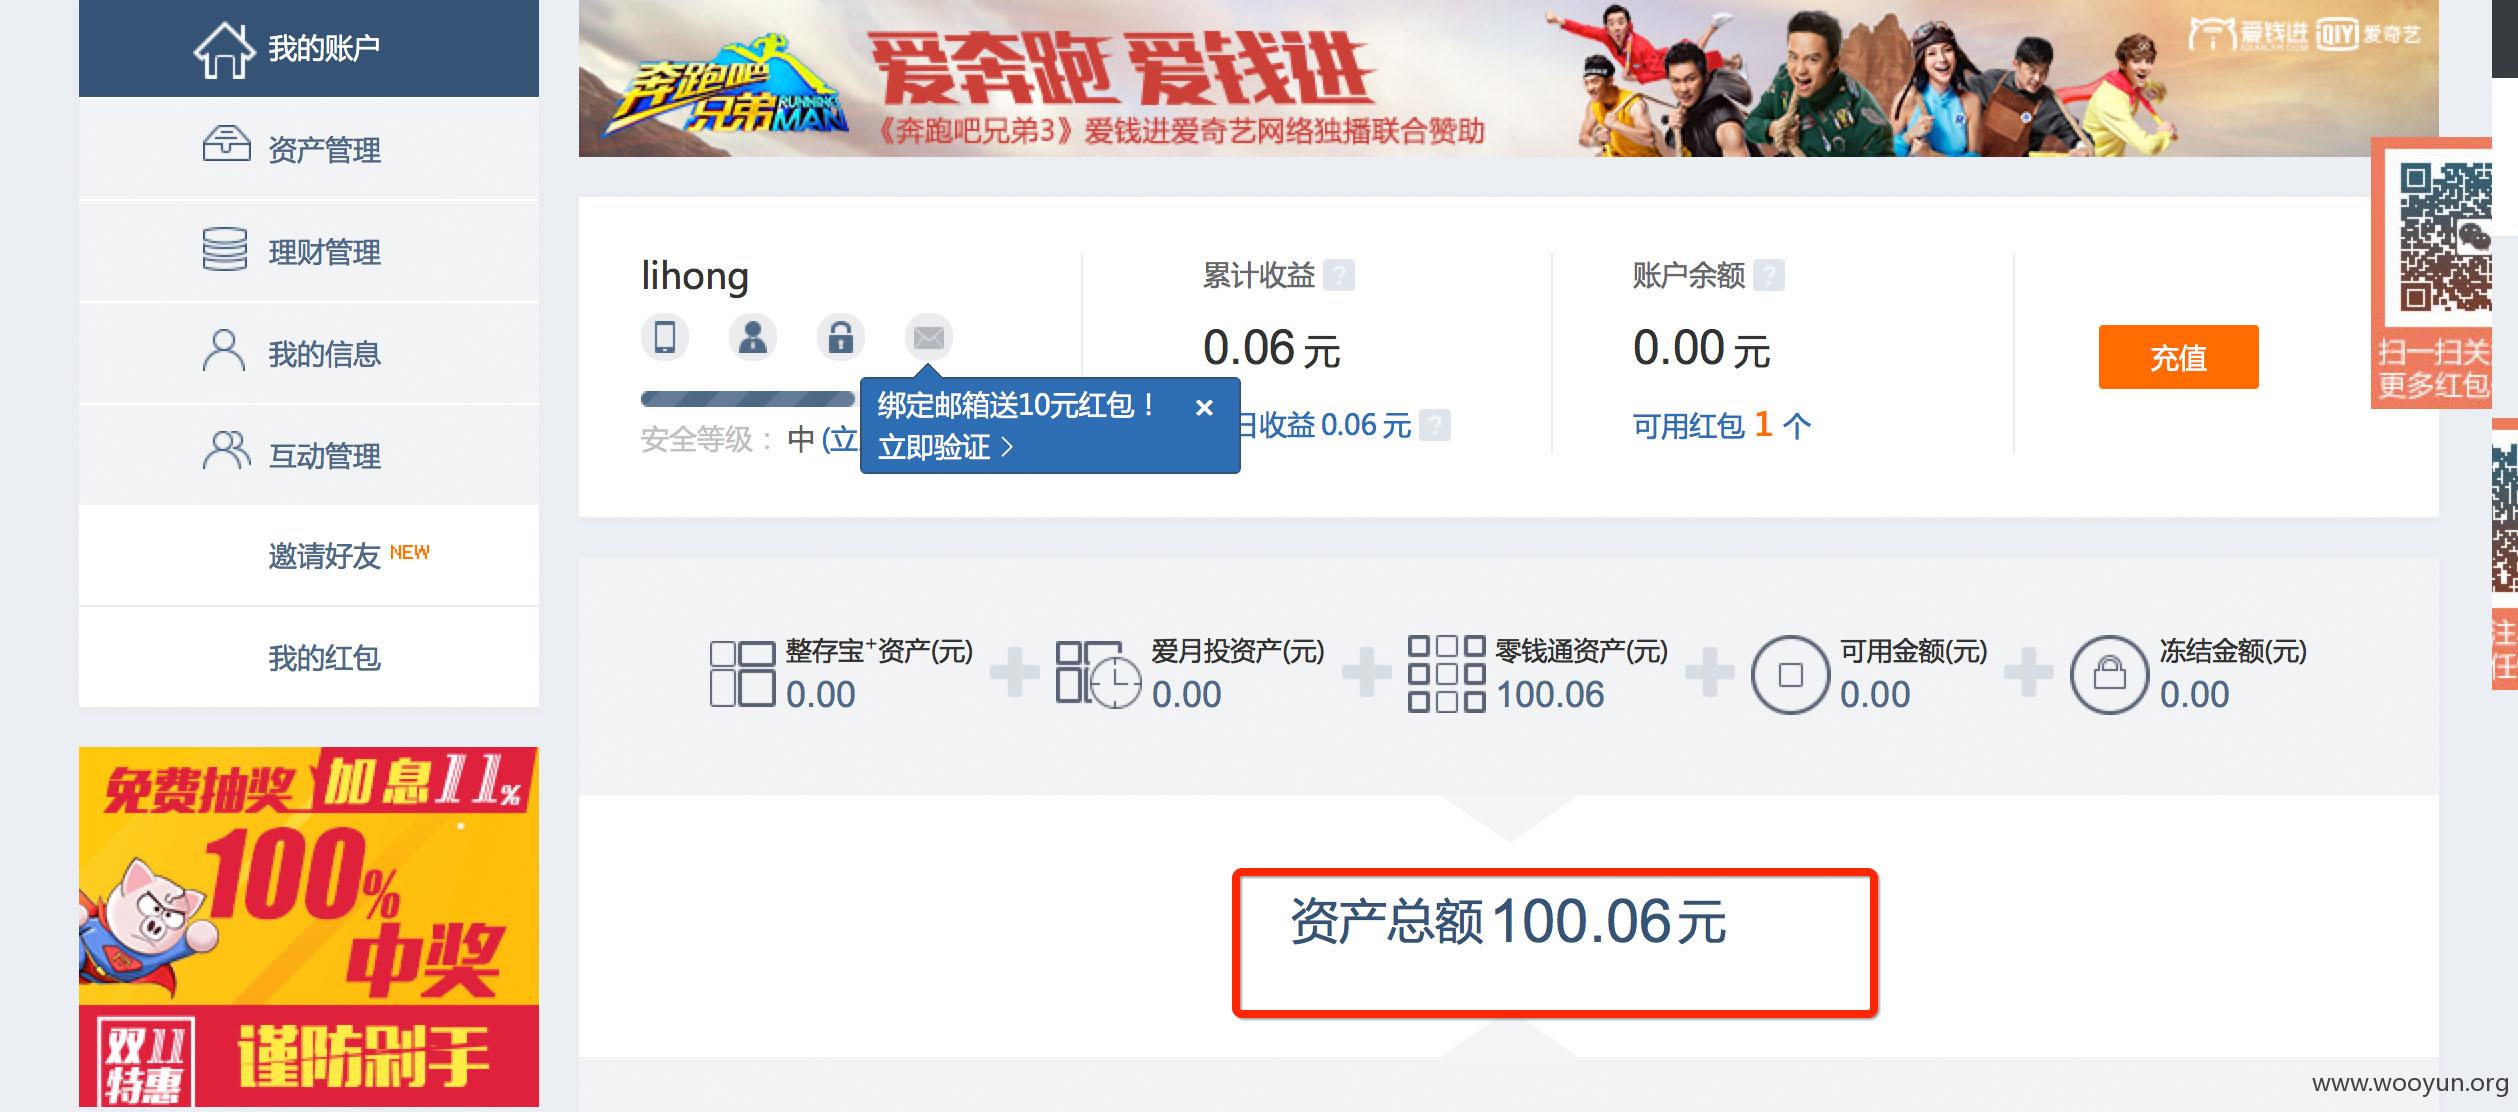 我的账户
资产管理
理财管理
我的信息
互动管理
邀请好友 NEW
我的红包
免费抽奖 加息11%
100%
中奖
双11
特惠
谨防剁手
奔跑吧
兄弟 RUNNING MAN
爱奔跑 爱钱进
《奔跑吧兄弟3》爱钱进爱奇艺网络独播联合赞助
爱钱进 iQIYI 爱奇艺
IQIANJIN.COM
lihong
安全等级： 中 (立
绑定邮箱送10元红包！ ×
立即验证 >
累计收益 ?
0.06 元
日收益 0.06 元 ?
账户余额 ?
0.00 元
可用红包 1 个
充值
扫一扫关
更多红包
注
任
整存宝+资产(元)
0.00
爱月投资产(元)
0.00
零钱通资产(元)
100.06
可用金额(元)
0.00
冻结金额(元)
0.00
资产总额100.06元
www.wooyun.org